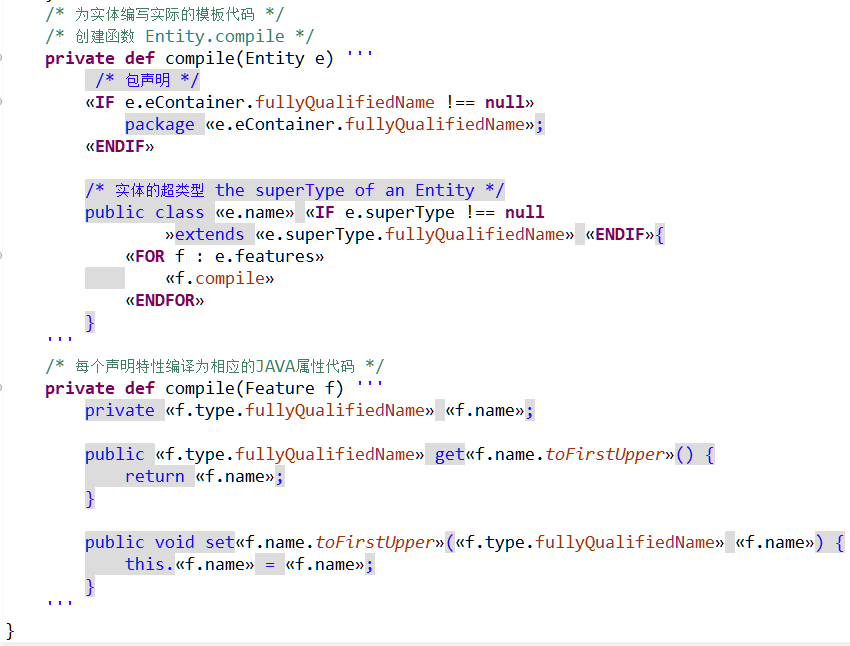 /* 为实体编写实际的模板代码 */
/* 创建函数 Entity.compile */
private def compile(Entity e) '''
/* 包声明 */
«IF e.eContainer.fullyQualifiedName !== null»
package «e.eContainer.fullyQualifiedName»;
«ENDIF»
/* 实体的超类型 the superType of an Entity */
public class «e.name» «IF e.superType !== null
»extends «e.superType.fullyQualifiedName» «ENDIF»{
«FOR f : e.features»
«f.compile»
«ENDFOR»
}
'''
/* 每个声明特性编译为相应的JAVA属性代码 */
private def compile(Feature f) '''
private «f.type.fullyQualifiedName» «f.name»;
public «f.type.fullyQualifiedName» get«f.name.toFirstUpper»() {
return «f.name»;
}
public void set«f.name.toFirstUpper»(«f.type.fullyQualifiedName» «f.name») {
this.«f.name» = «f.name»;
}
'''
}